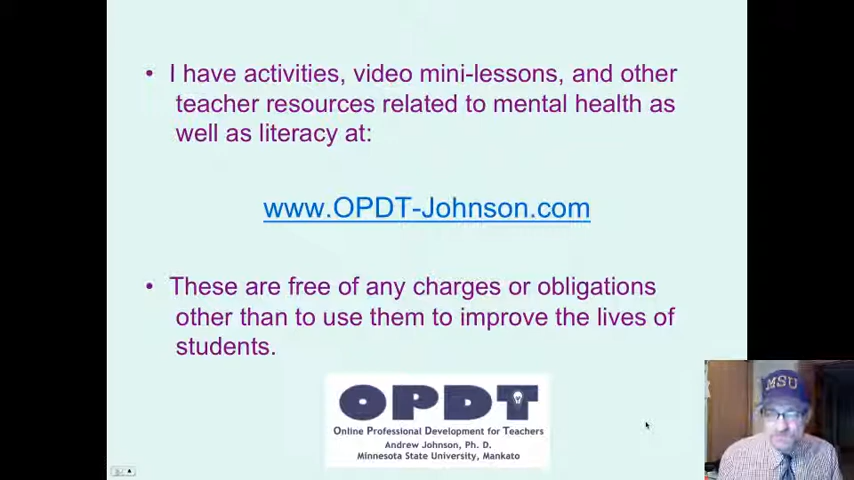 • I have activities, video mini-lessons, and other
teacher resources related to mental health as
well as literacy at:
www.OPDT-Johnson.com
• These are free of any charges or obligations
other than to use them to improve the lives of
students.
OPDT
Online Professional Development for Teachers
Andrew Johnson, Ph. D.
Minnesota State University, Mankato
MSU